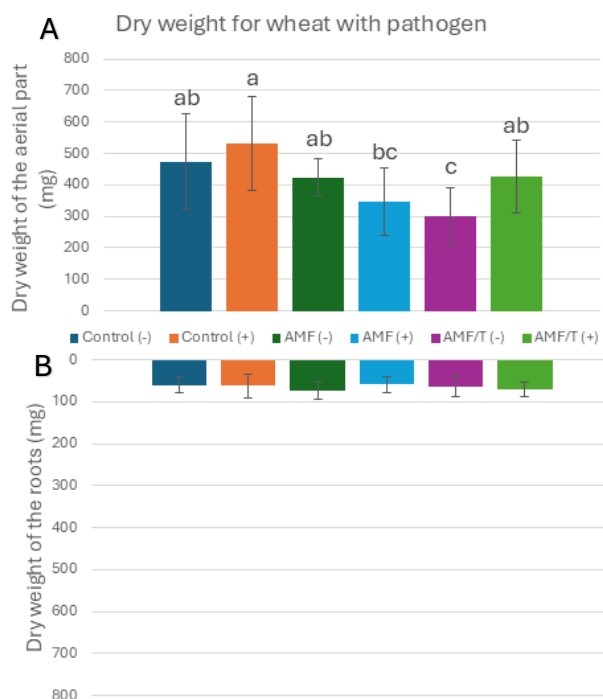 A
Dry weight for wheat with pathogen
Dry weight of the aerial part
(mg)
800
700
600
500
400
300
200
100
0
ab
a
ab
bc
c
ab
Control (-) Control (+) AMF (-) AMF (+) AMF/T (-) AMF/T (+)
B
Dry weight of the roots (mg)
0
100
200
300
400
500
600
700
800